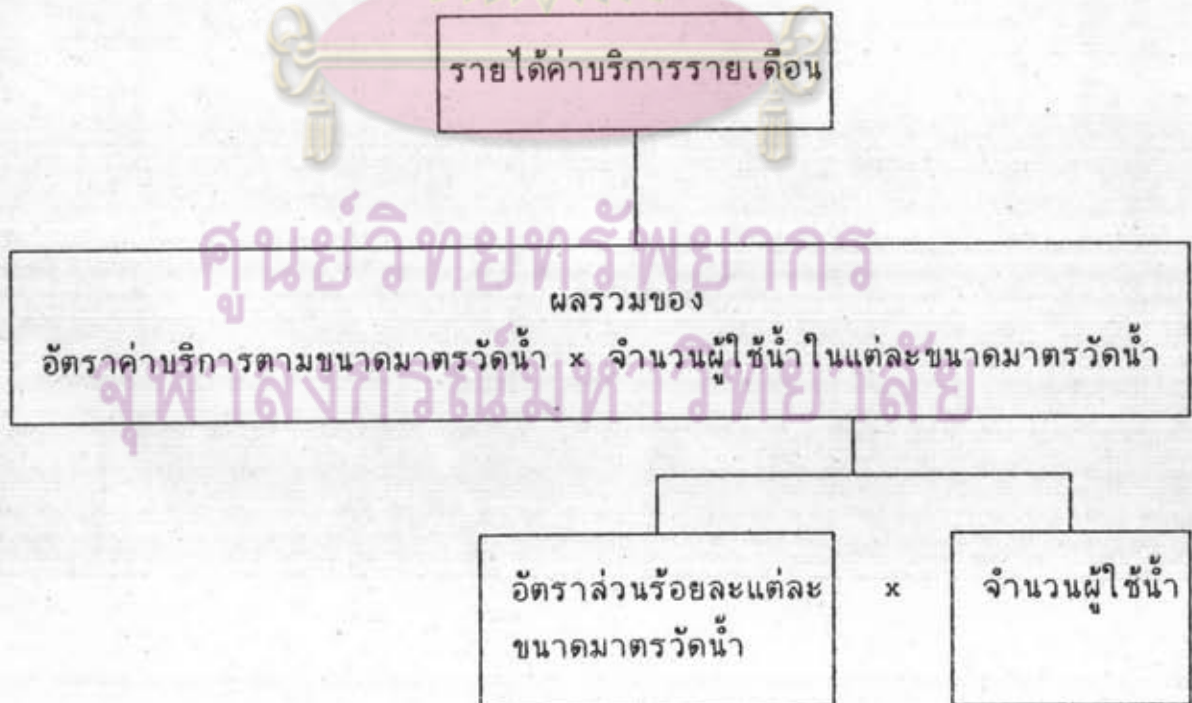 รายได้ค่าบริการรายเดือน
ศูนย์วิทยทรัพยากร
ผลรวมของ
อัตราค่าบริการตามขนาดมาตรวัดน้ำ x จำนวนผู้ใช้น้ำในแต่ละขนาดมาตรวัดน้ำ
จุฬาลงกรณ์มหาวิทยาลัย
อัตราส่วนร้อยละแต่ละ x จำนวนผู้ใช้น้ำ
ขนาดมาตรวัดน้ำ